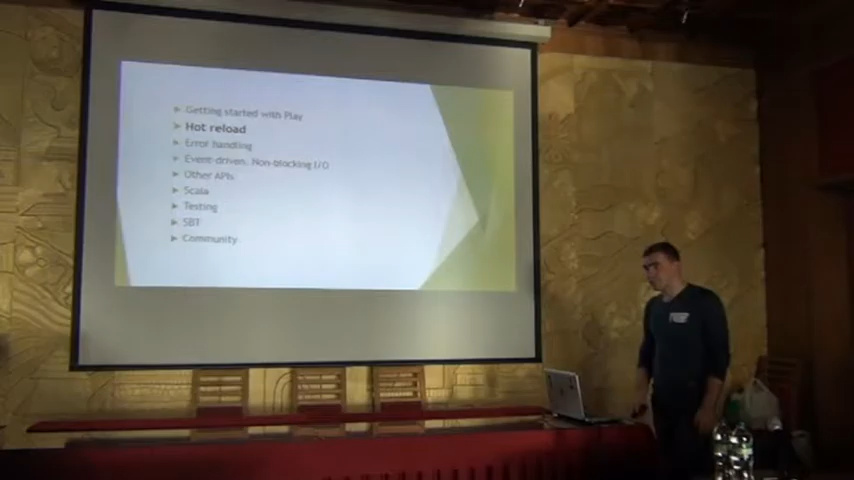 Getting started with Play
Hot reload
Error handling
Event-driven. Non-blocking I/O
Other APIs
Scala
Testing
SBT
Community